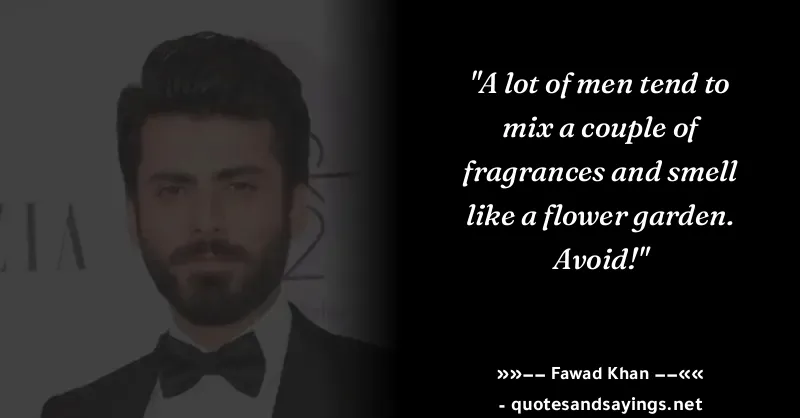 "A lot of men tend to
mix a couple of
fragrances and smell
like a flower garden.
Avoid!"
»»−− Fawad Khan −−««
- quotesandsayings.net